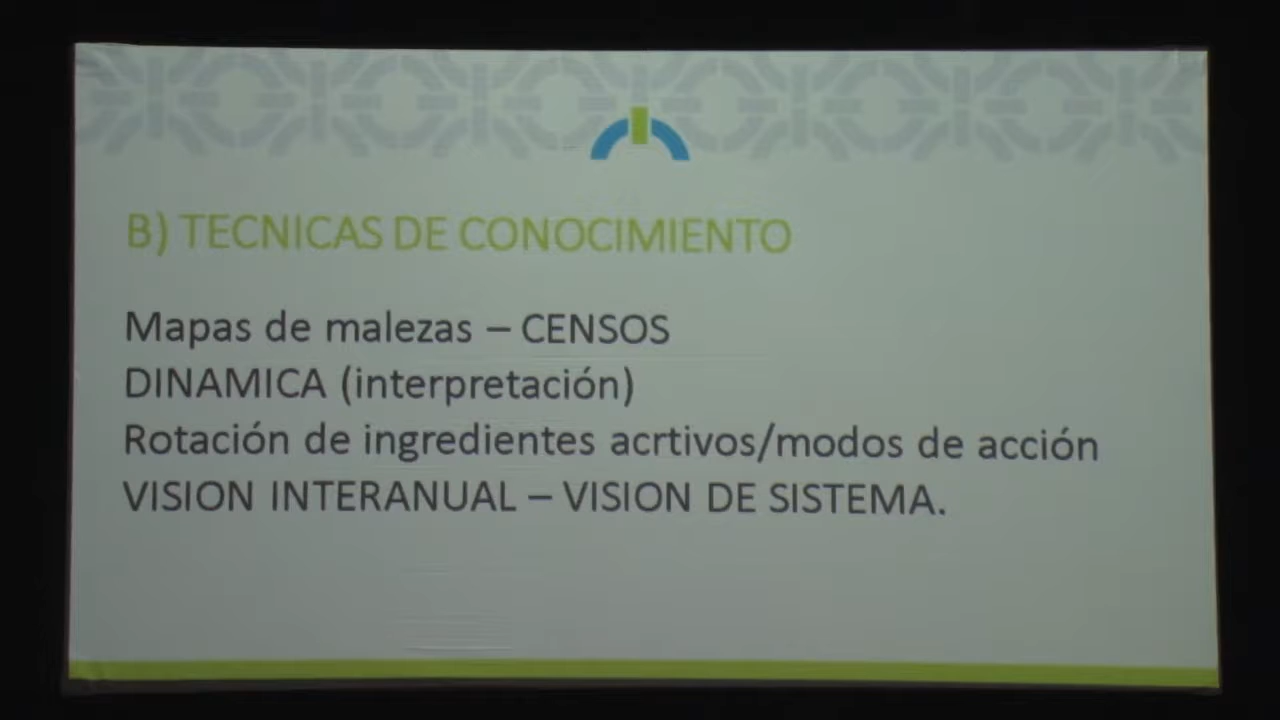 B) TECNICAS DE CONOCIMIENTO
Mapas de malezas – CENSOS
DINAMICA (interpretación)
Rotación de ingredientes acrtivos/modos de acción
VISION INTERANUAL – VISION DE SISTEMA.